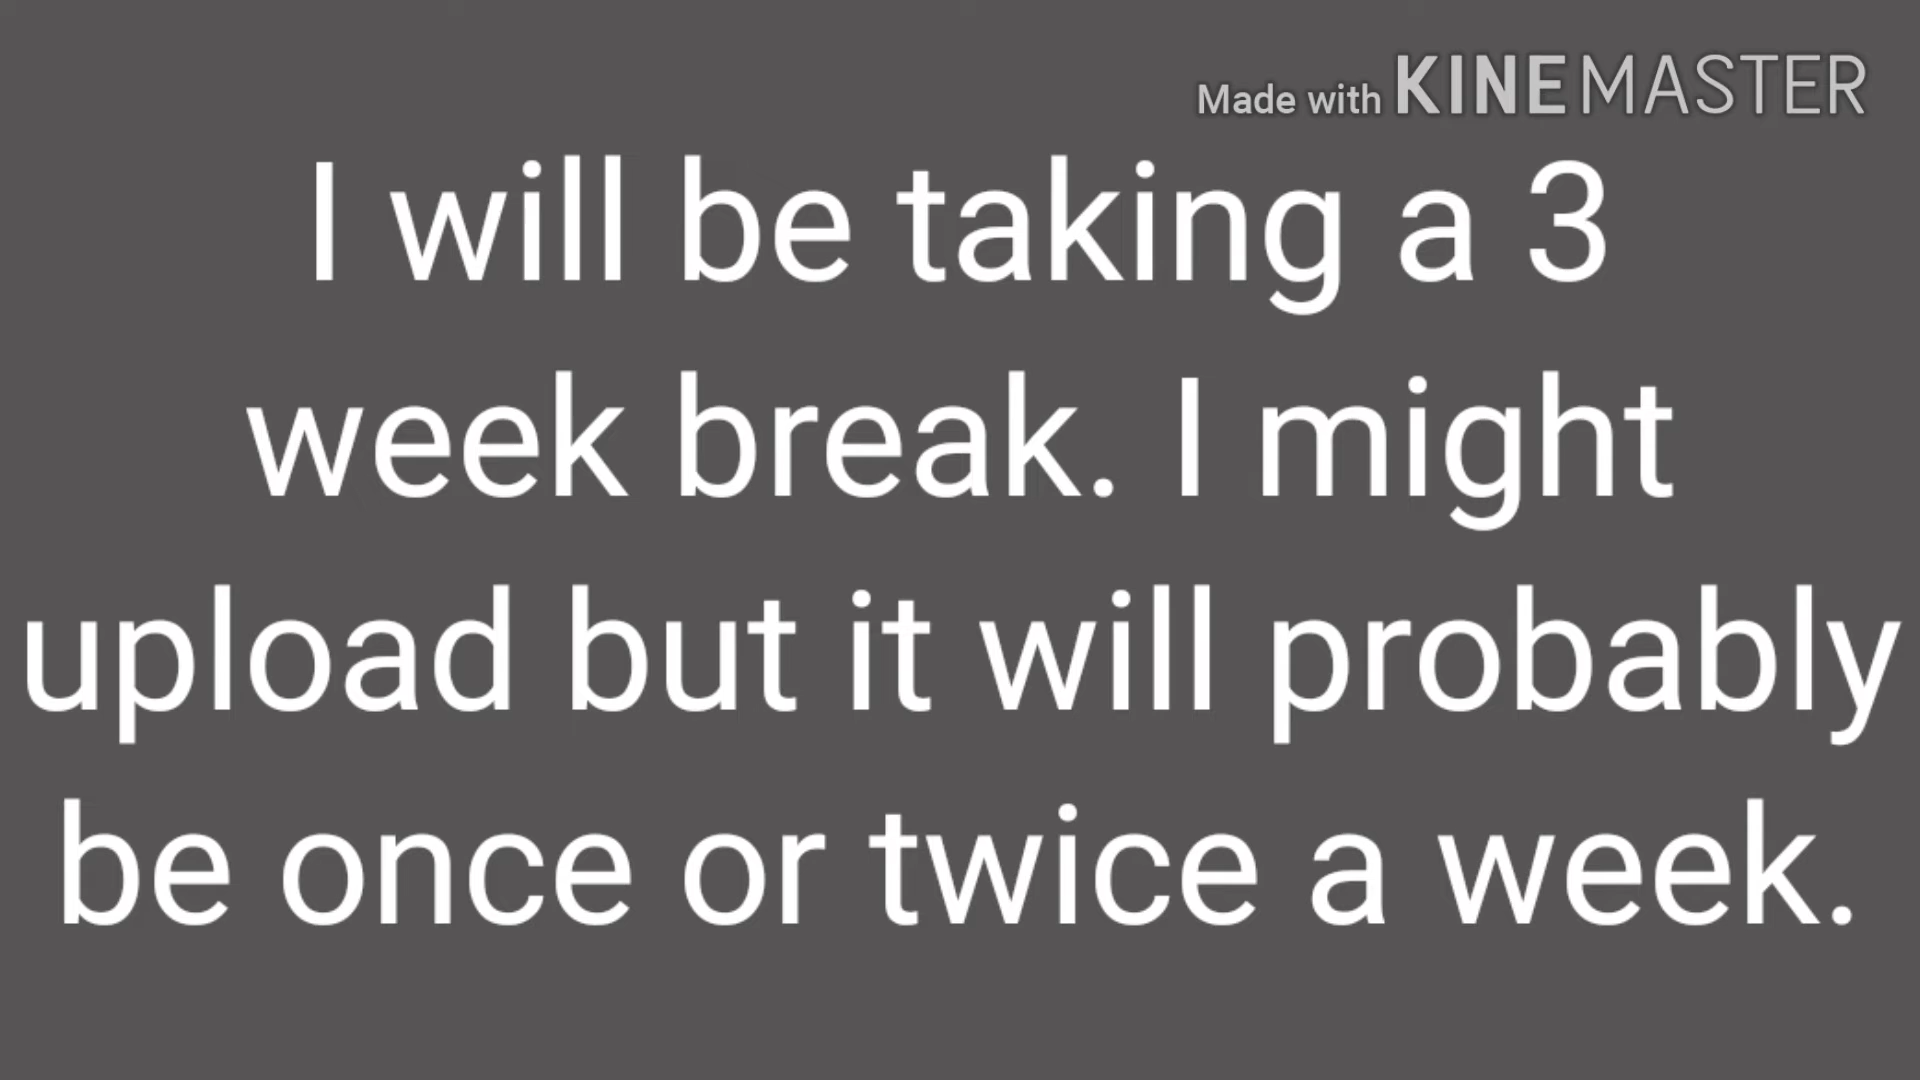 Made with KINEMASTER
I will be taking a 3
week break. I might
upload but it will probably
be once or twice a week.